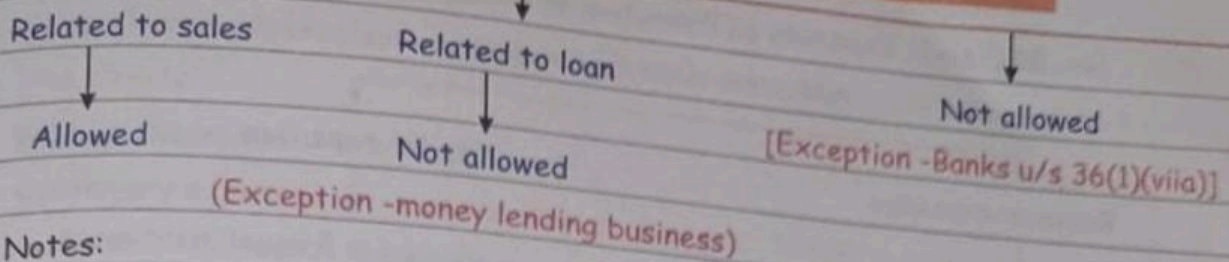 Related to sales
Related to loan
Allowed
Not allowed
Not allowed
[Exception -Banks u/s 36(1)(viia)]
(Exception -money lending business)
Notes: